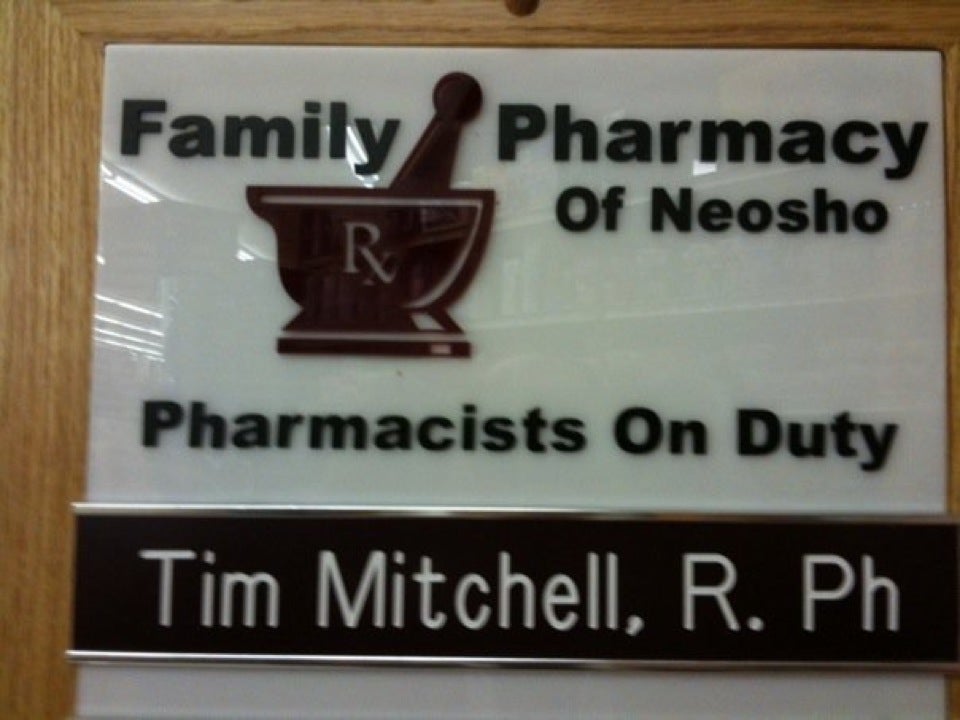 Family Pharmacy
Of Neosho
Rx
Pharmacists On Duty
Tim Mitchell, R. Ph